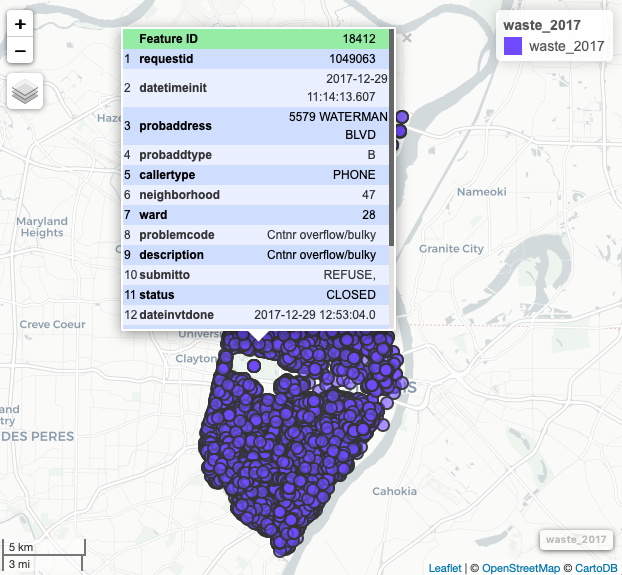 +
−
waste_2017
waste_2017
Feature ID 18412
1 requestid 1049063
2 datetimeinit 2017-12-29
11:14:13.607
3 probaddress 5579 WATERMAN
BLVD
4 probaddtype B
5 callertype PHONE
6 neighborhood 47
7 ward 28
8 problemcode Cntnr overflow/bulky
9 description Cntnr overflow/bulky
10 submitto REFUSE,
11 status CLOSED
12 dateinvtdone 2017-12-29 12:53:04.0
×
Haze
Nameoki
Maryland
Heights
Granite City
Creve Coeur
Universi
Clayton
S
and
try
DES PERES
Cahokia
5 km
3 mi
waste_2017
Leaflet | © OpenStreetMap © CartoDB